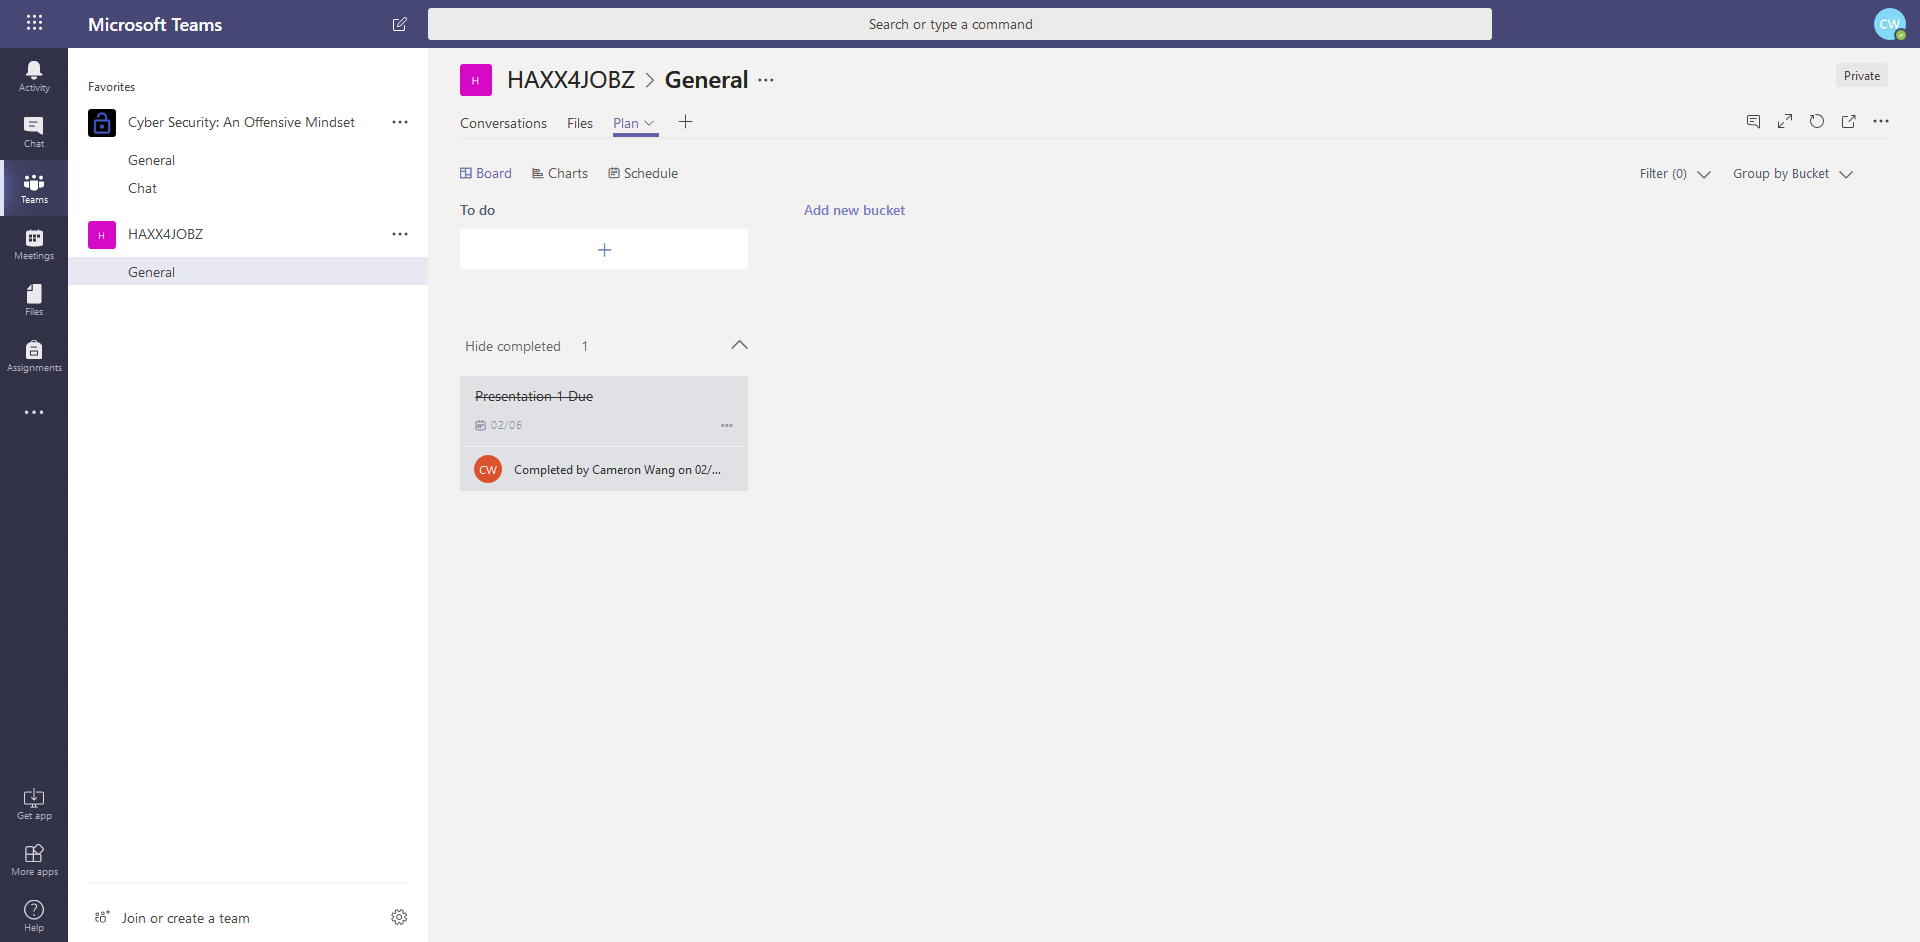 Microsoft Teams
Search or type a command
CW
Activity
Chat
Teams
Meetings
Files
Assignments
Get app
More apps
Help
Favorites
Cyber Security: An Offensive Mindset
General
Chat
H
HAXX4JOBZ
General
Join or create a team
H
HAXX4JOBZ
General
Private
Conversations
Files
Plan
Board
Charts
Schedule
Filter (0)
Group by Bucket
To do
Add new bucket
Hide completed 1
Presentation 1 Due
02/06
CW
Completed by Cameron Wang on 02/...